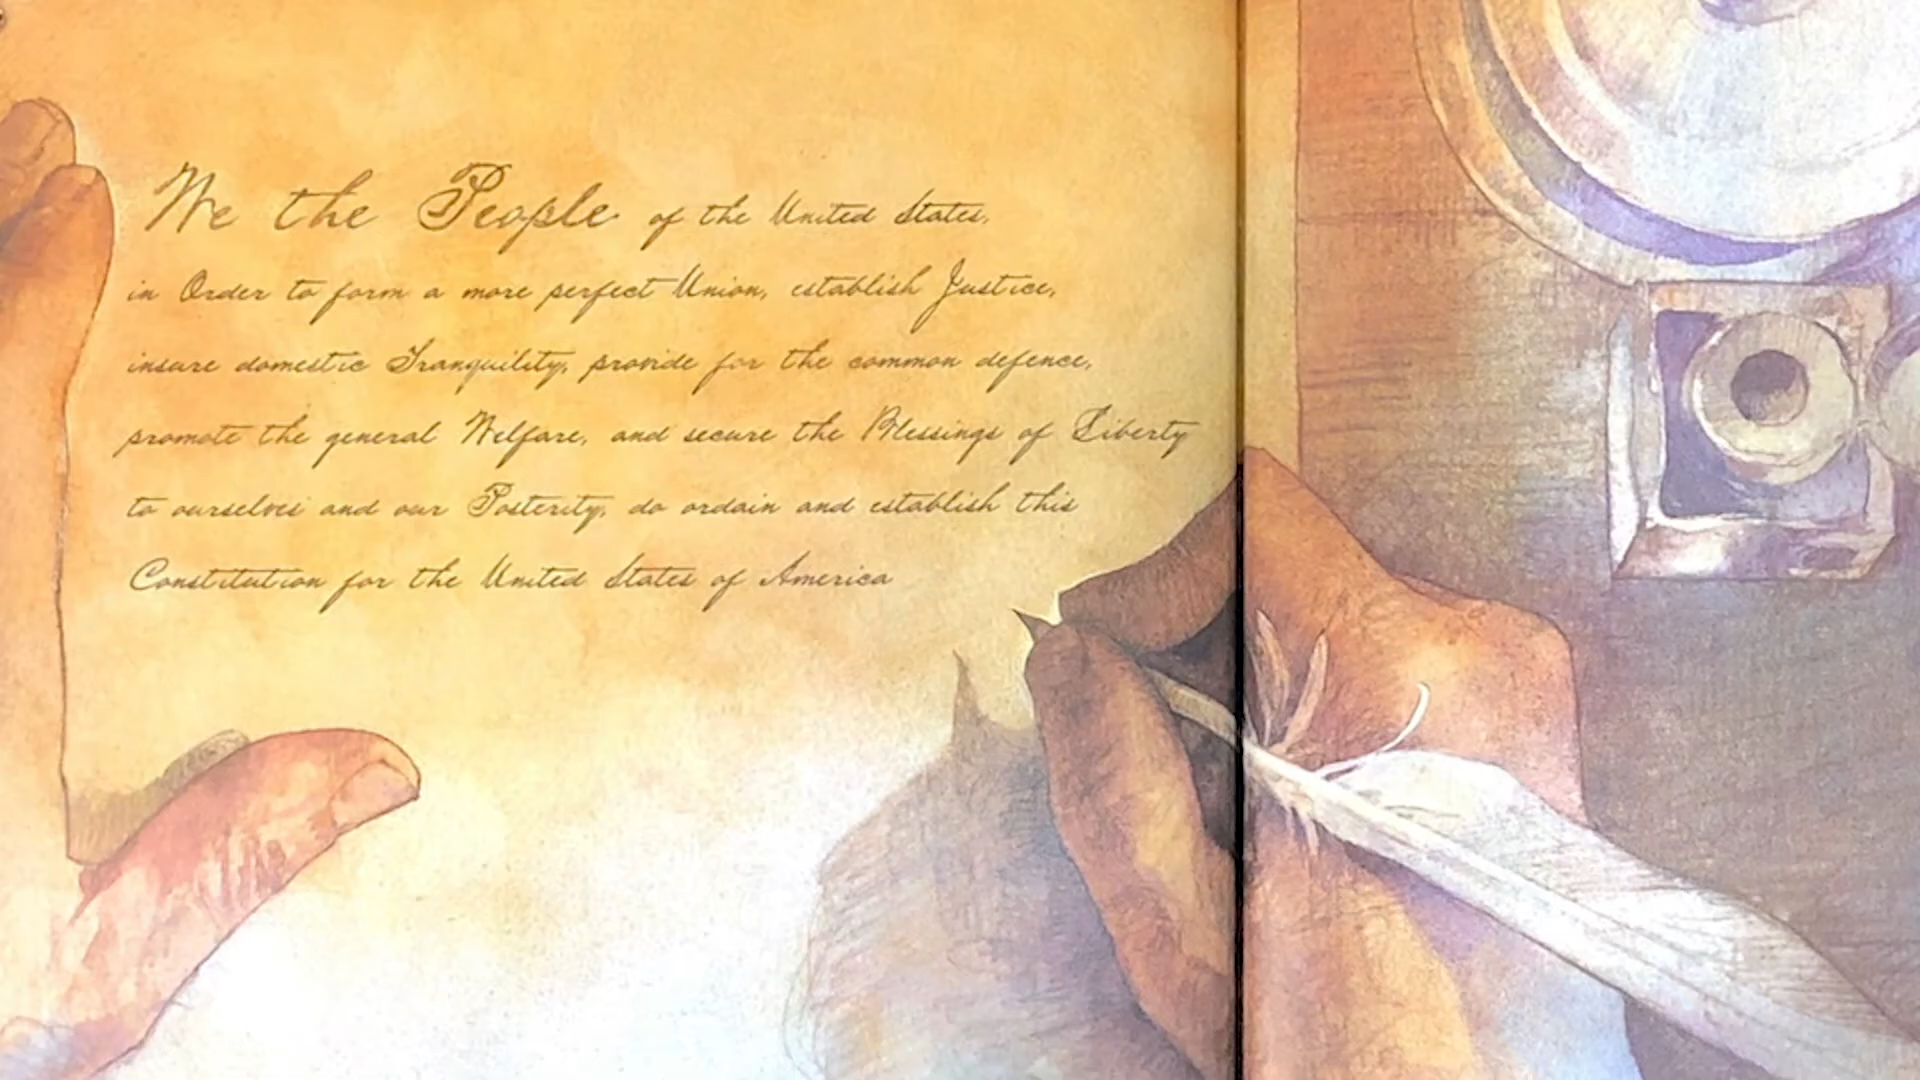 We the People of the United States,
in Order to form a more perfect Union, establish Justice,
insure domestic Tranquility, provide for the common defence,
promote the general Welfare, and secure the Blessings of Liberty
to ourselves and our Posterity, do ordain and establish this
Constitution for the United States of America